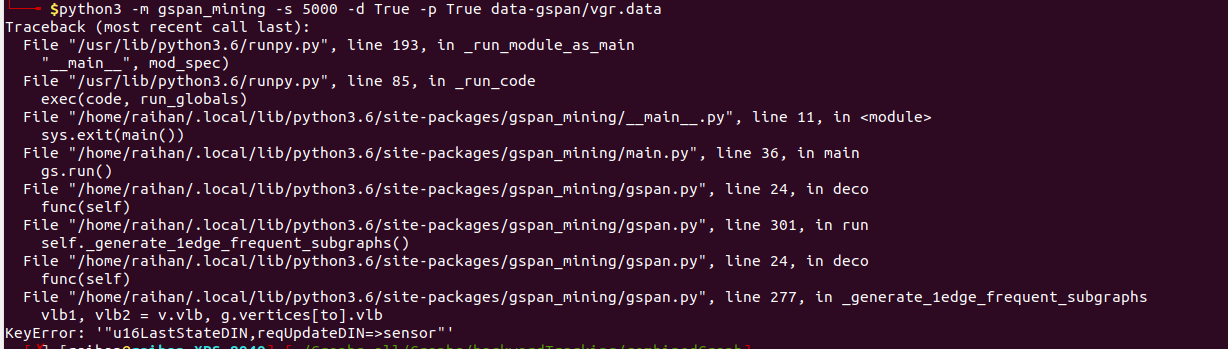 $python3 -m gspan_mining -s 5000 -d True -p True data-gspan/vgr.data
Traceback (most recent call last):
  File "/usr/lib/python3.6/runpy.py", line 193, in _run_module_as_main
    "__main__", mod_spec)
  File "/usr/lib/python3.6/runpy.py", line 85, in _run_code
    exec(code, run_globals)
  File "/home/raihan/.local/lib/python3.6/site-packages/gspan_mining/__main__.py", line 11, in <module>
    sys.exit(main())
  File "/home/raihan/.local/lib/python3.6/site-packages/gspan_mining/main.py", line 36, in main
    gs.run()
  File "/home/raihan/.local/lib/python3.6/site-packages/gspan_mining/gspan.py", line 24, in deco
    func(self)
  File "/home/raihan/.local/lib/python3.6/site-packages/gspan_mining/gspan.py", line 301, in run
    self._generate_1edge_frequent_subgraphs()
  File "/home/raihan/.local/lib/python3.6/site-packages/gspan_mining/gspan.py", line 24, in deco
    func(self)
  File "/home/raihan/.local/lib/python3.6/site-packages/gspan_mining/gspan.py", line 277, in _generate_1edge_frequent_subgraphs
    vlb1, vlb2 = v.vlb, g.vertices[to].vlb
KeyError: '"u16LastStateDIN,reqUpdateDIN=>sensor"'